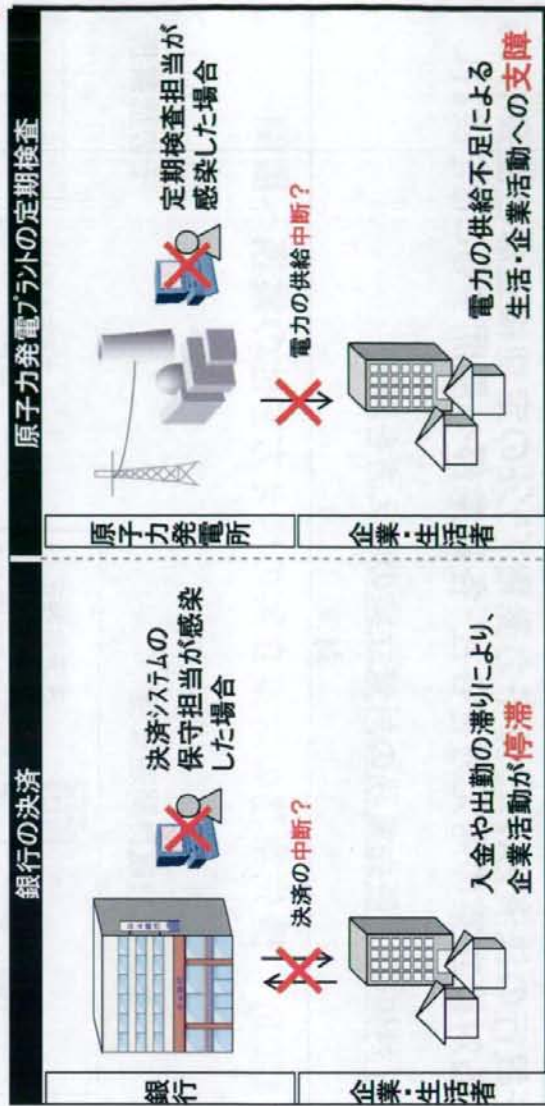 銀行の決済
銀行
決済システムの
保守担当が感染
した場合
決済の中断？
企業・生活者
入金や出勤の滞りにより、
企業活動が停滞
原子力発電プラントの定期検査
原子力発電所
定期検査担当が
感染した場合
電力の供給中断？
企業・生活者
電力の供給不足による
生活・企業活動への支障